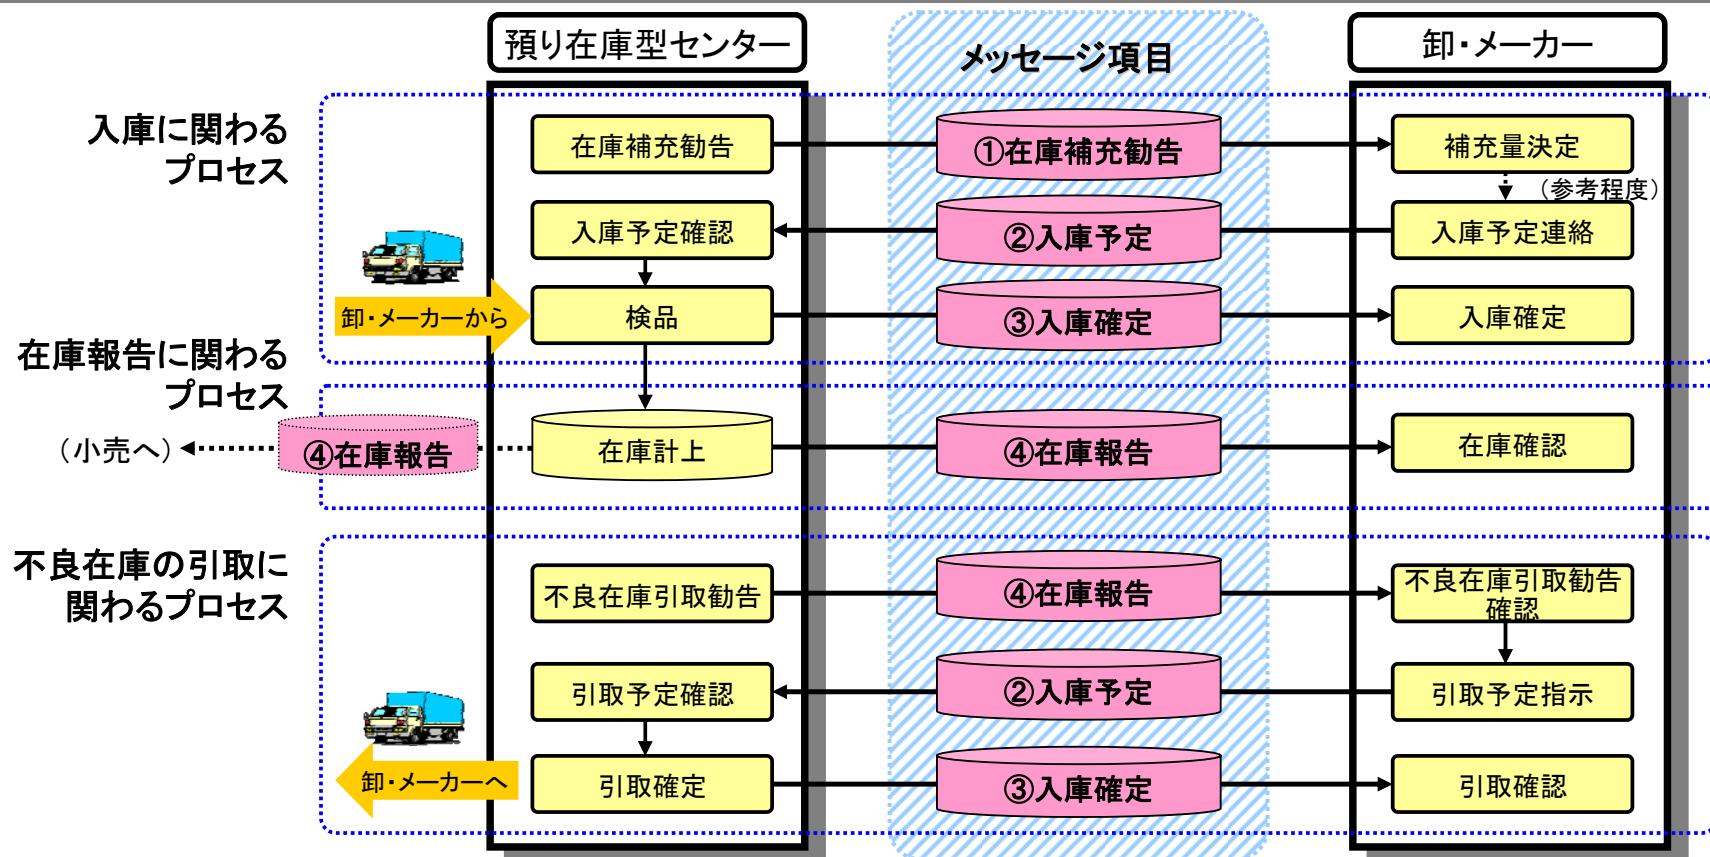 預り在庫型センター
メッセージ項目
卸・メーカー
入庫に関わる
プロセス
在庫補充勧告
①在庫補充勧告
補充量決定
（参考程度）
入庫予定確認
②入庫予定
入庫予定連絡
卸・メーカーから
検品
③入庫確定
入庫確定
在庫報告に関わる
プロセス
（小売へ）
④在庫報告
在庫計上
④在庫報告
在庫確認
不良在庫の引取に
関わるプロセス
不良在庫引取勧告
④在庫報告
不良在庫引取勧告
確認
引取予定確認
②入庫予定
引取予定指示
卸・メーカーへ
引取確定
③入庫確定
引取確認